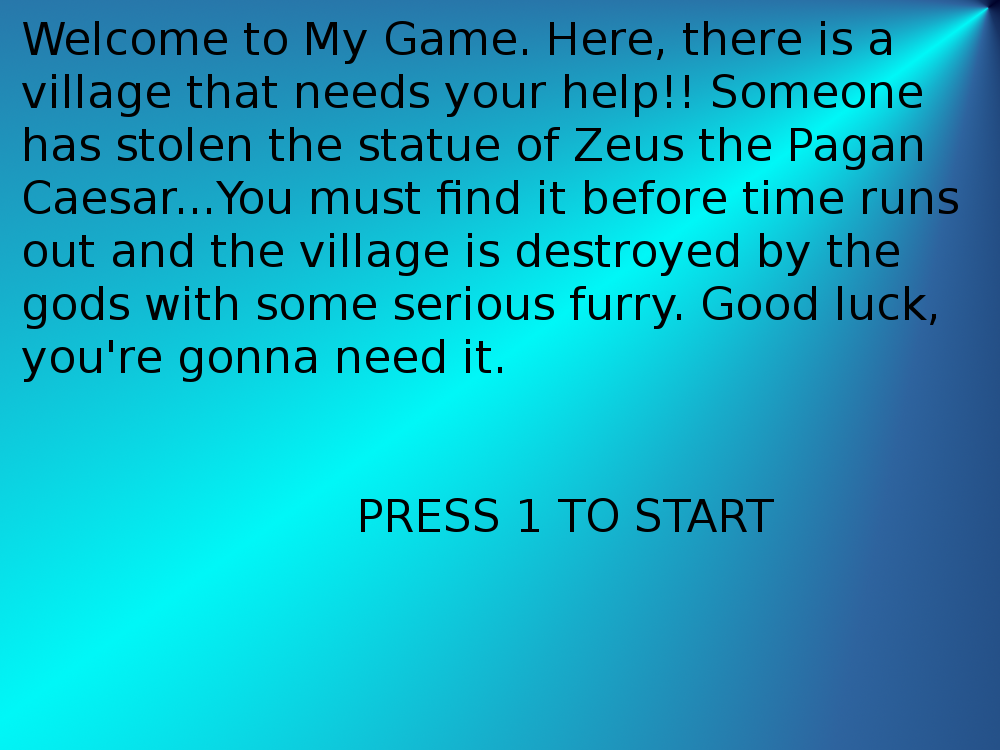 Welcome to My Game. Here, there is a
village that needs your help!! Someone
has stolen the statue of Zeus the Pagan
Caesar...You must find it before time runs
out and the village is destroyed by the
gods with some serious furry. Good luck,
you're gonna need it.
PRESS 1 TO START